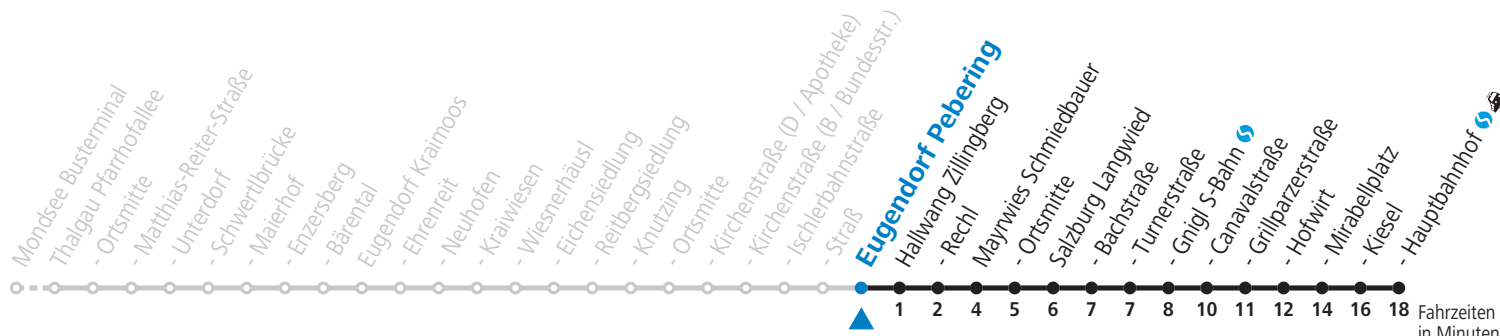 Mondsee Busterminal
Thalgau Pfarrhofallee
- Ortsmitte
- Matthias-Reiter-Straße
- Unterdorf
- Schwertlbrücke
- Maierhof
- Enzersberg
- Bärental
Eugendorf Kraimoos
- Ehrenreit
- Neuhofen
- Kraiwiesen
- Wiesnerhäusl
- Eichensiedlung
- Reitbergsiedlung
- Knutzing
- Ortsmitte
- Kirchenstraße (D / Apotheke)
- Kirchenstraße (B / Bundesstr.)
- Ischlerbahnstraße
- Straß
Eugendorf Pebering
Hallwang Zillingberg
- Rechl
Maynwies Schmiedbauer
- Ortsmitte
Salzburg Langwied
- Bachstraße
- Turnerstraße
- Gnigl S-Bahn
- Canavalstraße
- Grillparzerstraße
- Hofwirt
- Mirabellplatz
- Kiesel
- Hauptbahnhof
1 2 4 5 6 7 7 8 10 11 12 14 16 18 Fahrzeiten
in Minuten